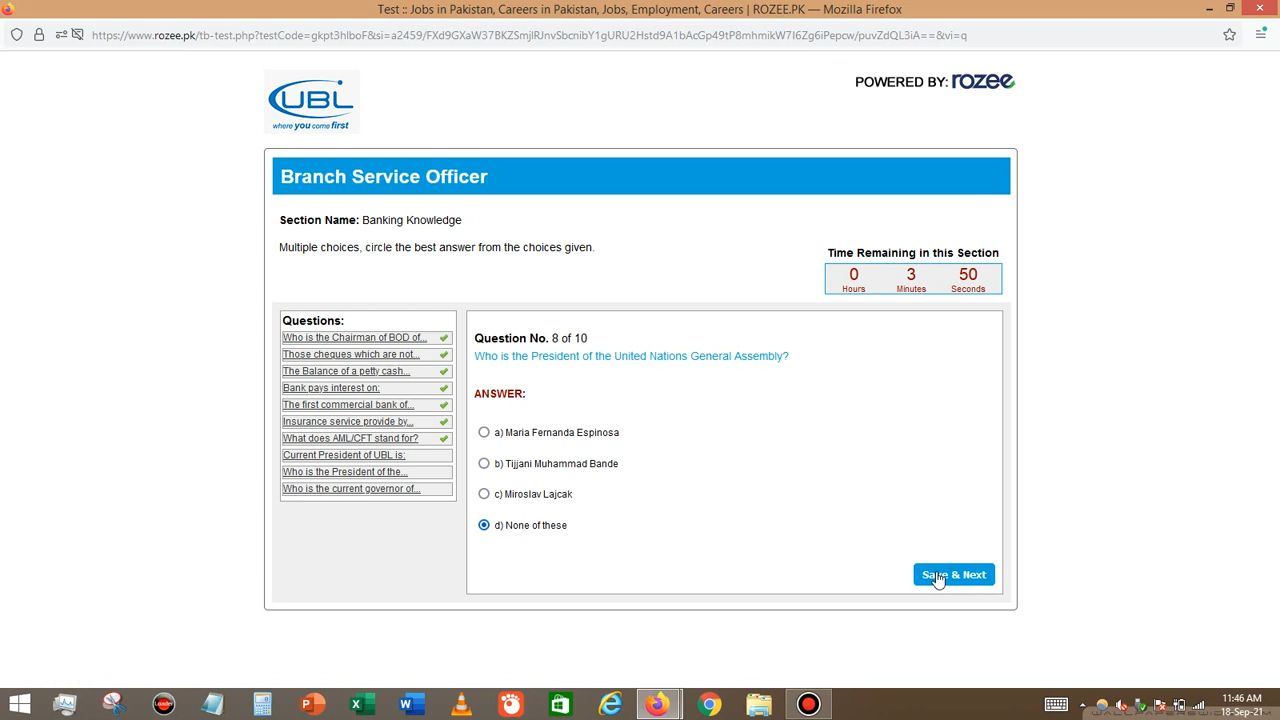 Test :: Jobs in Pakistan, Careers in Pakistan, Jobs, Employment, Careers | ROZEE.PK — Mozilla Firefox
UBL
where you come first
POWERED BY: rozee
Branch Service Officer
Section Name: Banking Knowledge
Multiple choices, circle the best answer from the choices given.
Time Remaining in this Section
0 3 50
Hours Minutes Seconds
Questions:
Who is the Chairman of BOD of...
Those cheques which are not...
The Balance of a petty cash...
Bank pays interest on:
The first commercial bank of...
Insurance service provide by...
What does AML/CFT stand for?
Current President of UBL is:
Who is the President of the...
Who is the current governor of...
Question No. 8 of 10
Who is the President of the United Nations General Assembly?
ANSWER:
a) Maria Fernanda Espinosa
b) Tijjani Muhammad Bande
c) Miroslav Lajcak
d) None of these
Save & Next
Loader
11:46 AM
18-Sep-21